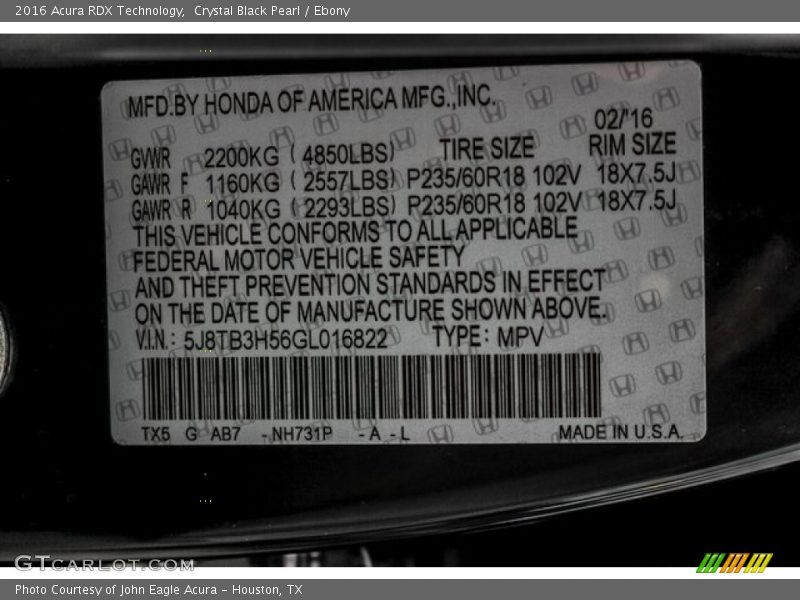 2016 Acura RDX Technology,  Crystal Black Pearl / Ebony
MFD.BY HONDA OF AMERICA MFG.,INC.
02/'16
GVWR 2200KG ( 4850LBS) TIRE SIZE RIM SIZE
GAWR F 1160KG ( 2557LBS) P235/60R18 102V 18X7.5J
GAWR R 1040KG ( 2293LBS) P235/60R18 102V 18X7.5J
THIS VEHICLE CONFORMS TO ALL APPLICABLE
FEDERAL MOTOR VEHICLE SAFETY
AND THEFT PREVENTION STANDARDS IN EFFECT
ON THE DATE OF MANUFACTURE SHOWN ABOVE.
V.I.N.: 5J8TB3H56GL016822 TYPE: MPV
TX5 G AB7 -NH731P -A -L MADE IN U.S.A.
GTCARLOT.COM
Photo Courtesy of John Eagle Acura - Houston, TX